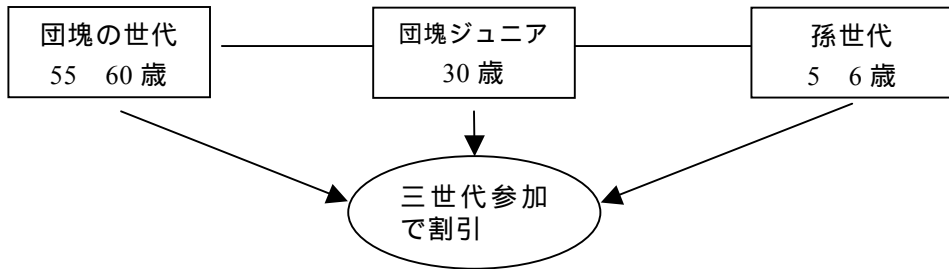 団塊の世代
55 60 歳
団塊ジュニア
30 歳
孫世代
5 6 歳
三世代参加
で割引